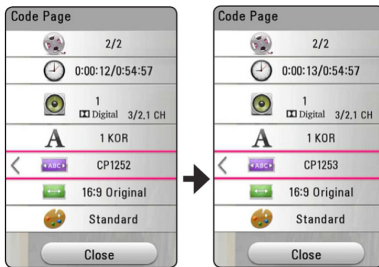 Code Page
2/2
0:00:12/0:54:57
1
Digital 3/2.1 CH
A 1 KOR
ABC CP1252
16:9 Original
Standard
Close
Code Page
2/2
0:00:13/0:54:57
1
Digital 3/2.1 CH
A 1 KOR
ABC CP1253
16:9 Original
Standard
Close